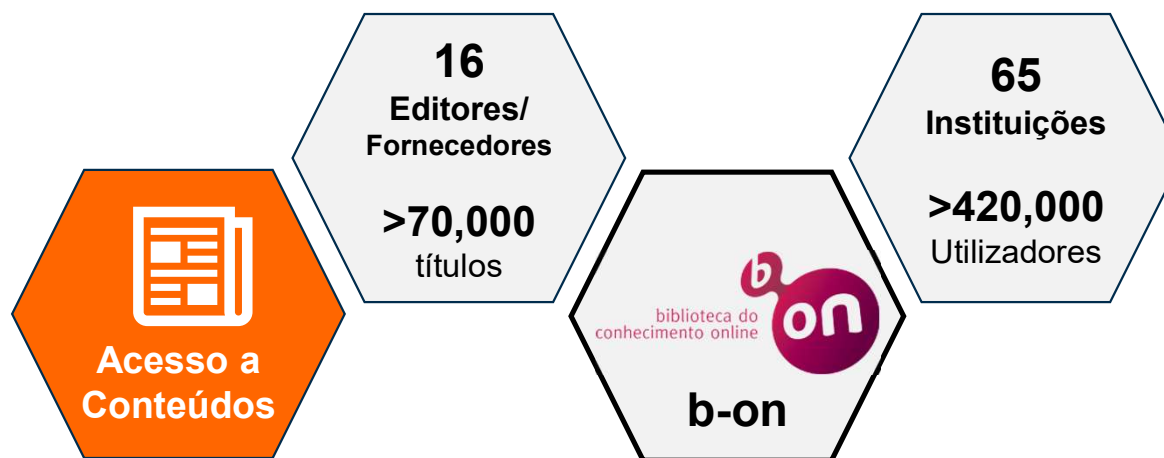 Acesso a
Conteúdos
16
Editores/
Fornecedores
>70,000
títulos
b
on
biblioteca do
conhecimento online
b-on
65
Instituições
>420,000
Utilizadores